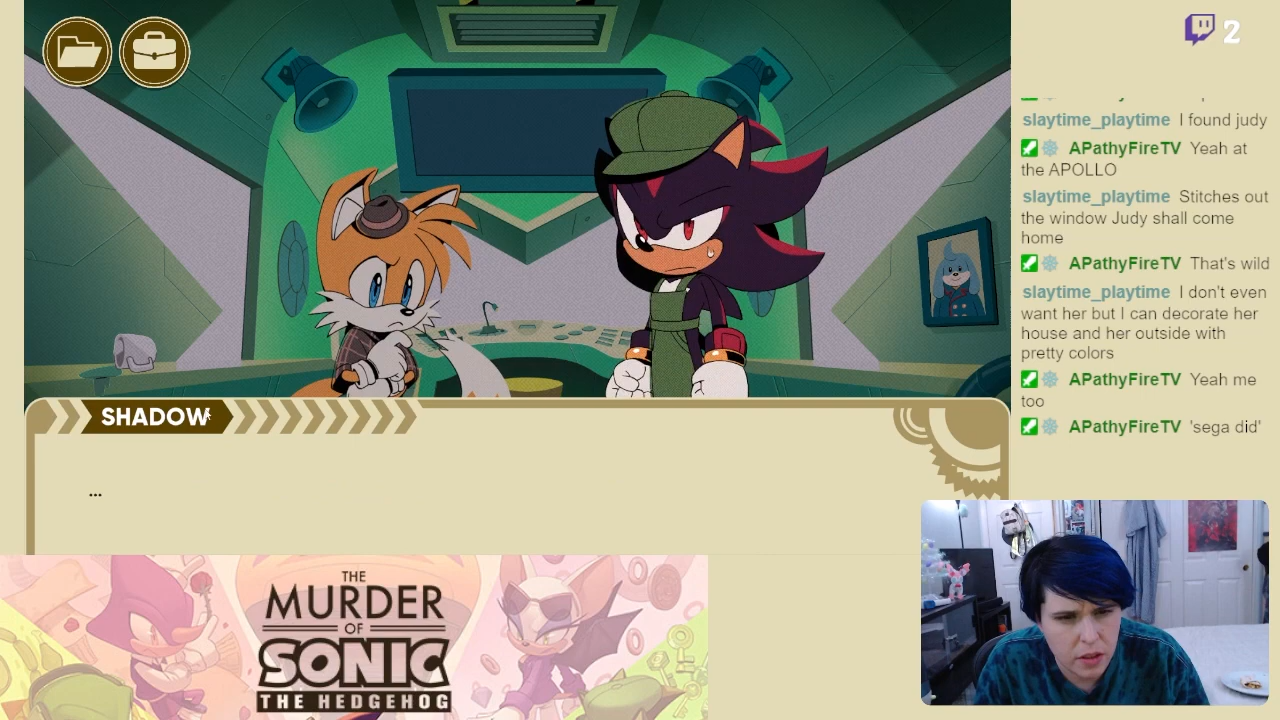 2
slaytime_playtime I found judy
APathyFireTV Yeah at
the APOLLO
slaytime_playtime Stitches out
the window Judy shall come
home
APathyFireTV That's wild
slaytime_playtime I don't even
want her but I can decorate her
house and her outside with
pretty colors
APathyFireTV Yeah me
too
APathyFireTV 'sega did'
SHADOW
...
THE
MURDER
OF
SONIC
THE HEDGEHOG